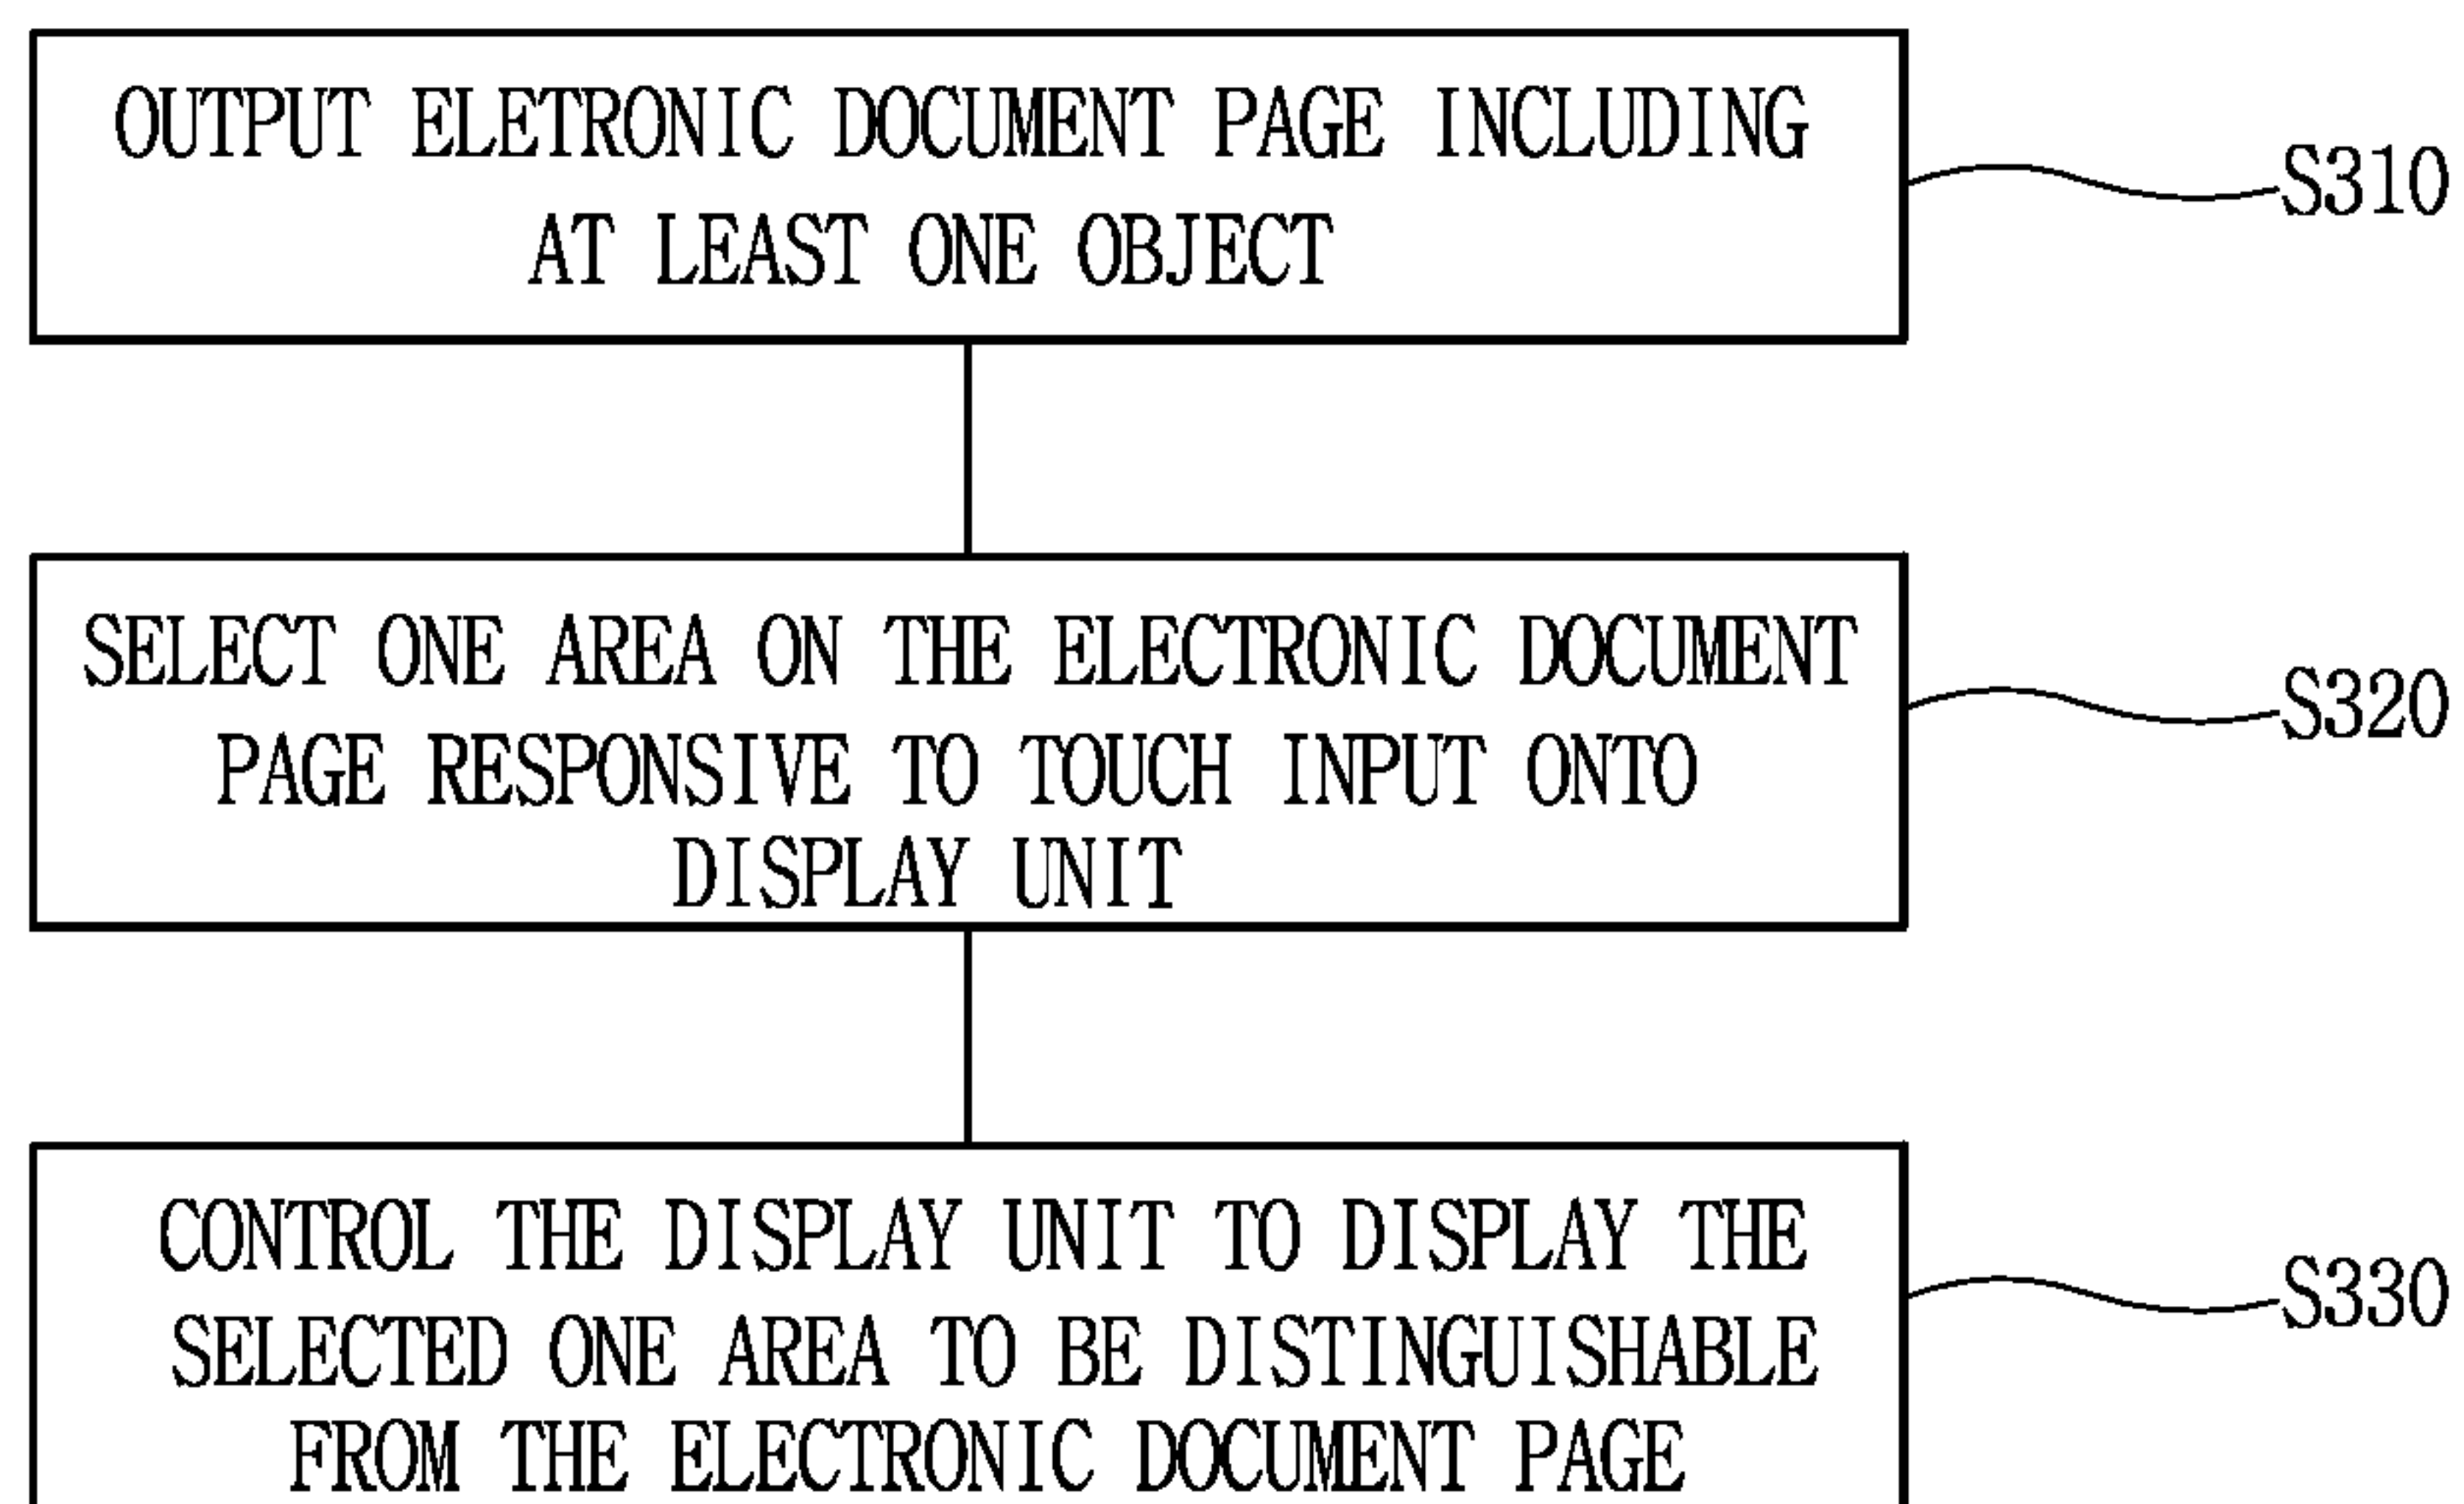 OUTPUT ELETRONIC DOCUMENT PAGE INCLUDING
AT LEAST ONE OBJECT
S310
SELECT ONE AREA ON THE ELECTRONIC DOCUMENT
PAGE RESPONSIVE TO TOUCH INPUT ONTO
DISPLAY UNIT
S320
CONTROL THE DISPLAY UNIT TO DISPLAY THE
SELECTED ONE AREA TO BE DISTINGUISHABLE
FROM THE ELECTRONIC DOCUMENT PAGE
S330